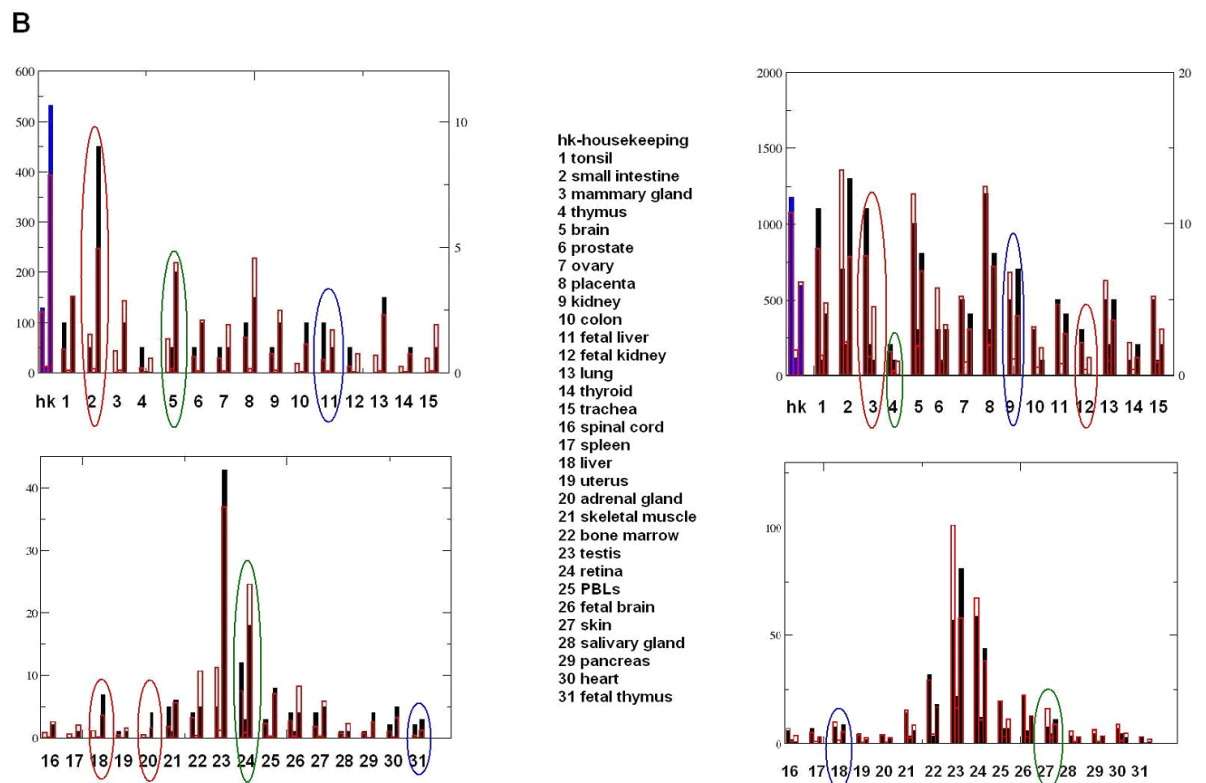 B
600
500
400
300
200
100
0
10
5
0
hk 1 2 3 4 5 6 7 8 9 10 11 12 13 14 15
40
30
20
10
0
16 17 18 19 20 21 22 23 24 25 26 27 28 29 30 31
hk-housekeeping
1 tonsil
2 small intestine
3 mammary gland
4 thymus
5 brain
6 prostate
7 ovary
8 placenta
9 kidney
10 colon
11 fetal liver
12 fetal kidney
13 lung
14 thyroid
15 trachea
16 spinal cord
17 spleen
18 liver
19 uterus
20 adrenal gland
21 skeletal muscle
22 bone marrow
23 testis
24 retina
25 PBLs
26 fetal brain
27 skin
28 salivary gland
29 pancreas
30 heart
31 fetal thymus
2000
1500
1000
500
0
20
10
0
hk 1 2 3 4 5 6 7 8 9 10 11 12 13 14 15
100
50
0
16 17 18 19 20 21 22 23 24 25 26 27 28 29 30 31